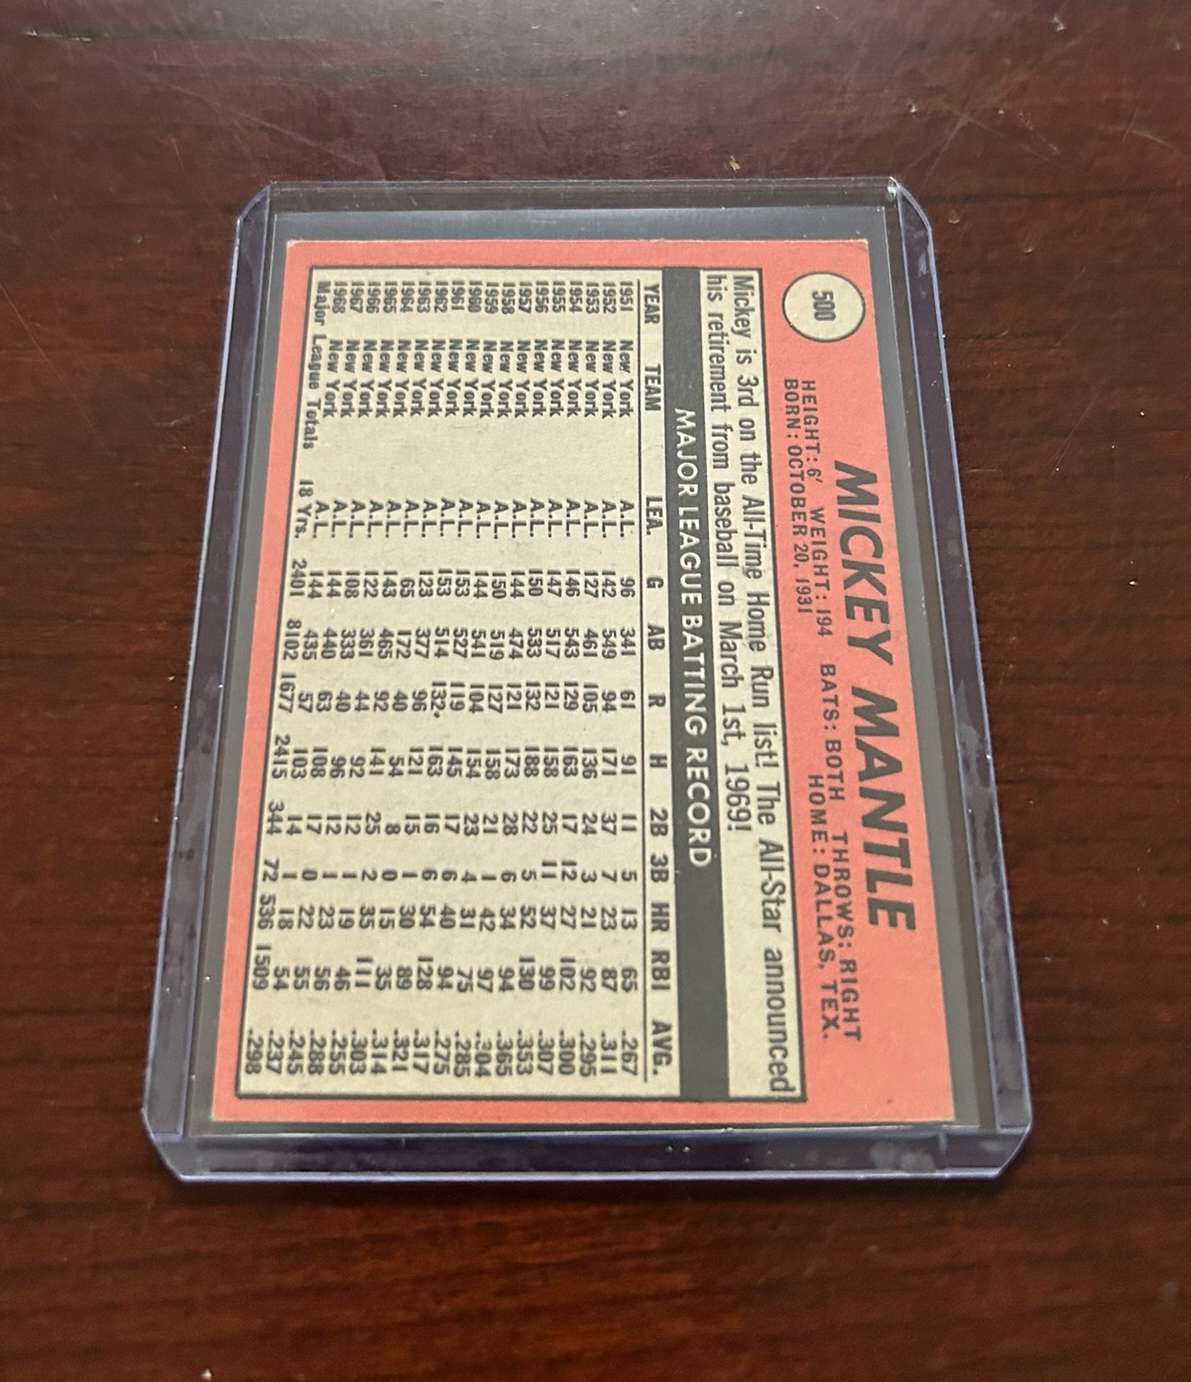 500
MICKEY MANTLE
HEIGHT: 6' WEIGHT: 194 BATS: BOTH THROWS: RIGHT
BORN: OCTOBER 20, 1931 HOME: DALLAS, TEX.
Mickey is 3rd on the All-Time Home Run list! The All-Star announced
his retirement from baseball on March 1st, 1969!
MAJOR LEAGUE BATTING RECORD
YEAR TEAM LEA. G AB R H 2B 3B HR RBI AVG.
1951 New York A.L. 96 341 61 91 11 5 13 65 .267
1952 New York A.L. 142 549 94 171 37 7 23 87 .311
1953 New York A.L. 127 461 105 136 24 3 21 92 .295
1954 New York A.L. 146 543 129 163 17 12 27 102 .300
1955 New York A.L. 147 517 121 158 25 11 37 99 .307
1956 New York A.L. 150 533 132 188 22 5 52 130 .353
1957 New York A.L. 144 474 121 173 28 6 34 94 .365
1958 New York A.L. 150 519 127 158 21 1 42 97 .304
1959 New York A.L. 144 541 104 154 23 4 31 75 .285
1960 New York A.L. 153 527 119 145 17 6 40 94 .275
1961 New York A.L. 153 514 132• 163 16 6 54 128 .317
1962 New York A.L. 123 377 96 121 15 1 30 89 .321
1963 New York A.L. 65 172 40 54 8 0 15 35 .314
1964 New York A.L. 143 465 92 141 25 2 35 111 .303
1965 New York A.L. 122 361 44 92 12 1 19 46 .255
1966 New York A.L. 108 333 40 96 12 1 23 56 .288
1967 New York A.L. 144 440 63 108 17 0 22 55 .245
1968 New York A.L. 144 435 57 103 14 1 18 54 .237
Major League Totals 18 Yrs. 2401 8102 1677 2415 344 72 536 1509 .298